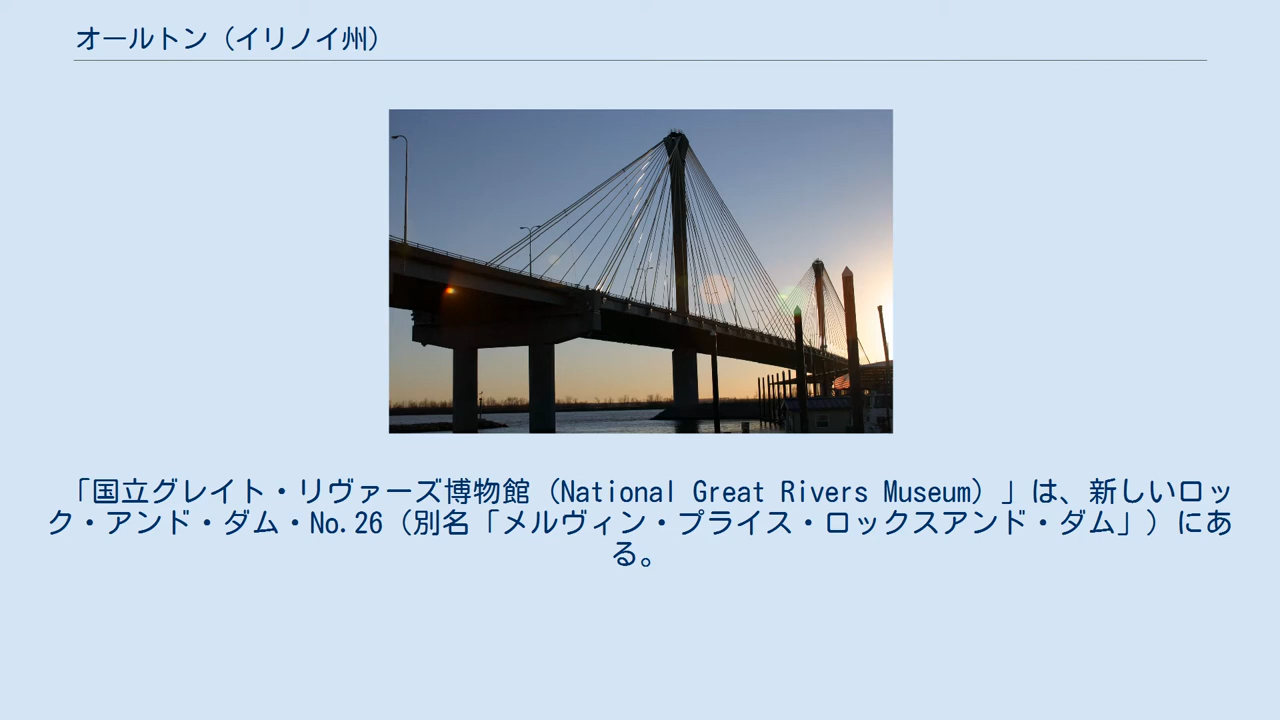 オールトン（イリノイ州）
「国立グレイト・リヴァーズ博物館（National Great Rivers Museum）」は、新しいロッ
ク・アンド・ダム・No.26（別名「メルヴィン・プライス・ロックスアンド・ダム」）にあ
る。